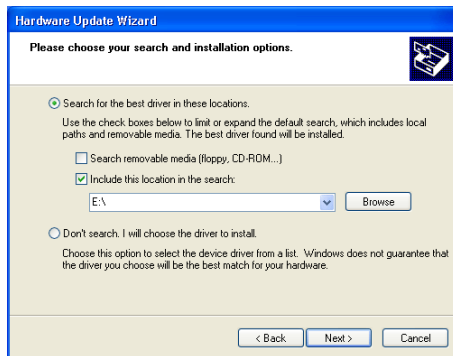 Hardware Update Wizard
Please choose your search and installation options.
Search for the best driver in these locations.
Use the check boxes below to limit or expand the default search, which includes local
paths and removable media. The best driver found will be installed.
Search removable media (floppy, CD-ROM...)
Include this location in the search:
E:\
Browse
Don't search. I will choose the driver to install.
Choose this option to select the device driver from a list. Windows does not guarantee that
the driver you choose will be the best match for your hardware.
< Back
Next >
Cancel